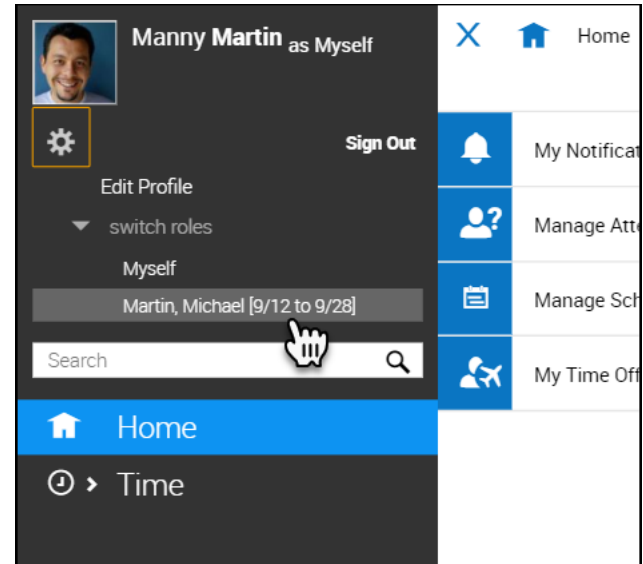 Manny Martin as Myself
Sign Out
Edit Profile
switch roles
Myself
Martin, Michael [9/12 to 9/28]
Search
Home
Time
Home
My Notificat
Manage Atte
Manage Sch
My Time Off